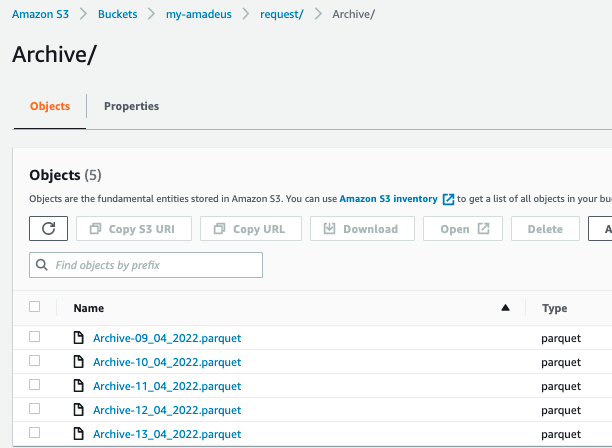 Amazon S3 > Buckets > my-amadeus > request/ > Archive/
Archive/
Objects Properties
Objects (5)
Objects are the fundamental entities stored in Amazon S3. You can use Amazon S3 inventory to get a list of all objects in your bu
Copy S3 URI Copy URL Download Open Delete A
Find objects by prefix
Name Type
Archive-09_04_2022.parquet parquet
Archive-10_04_2022.parquet parquet
Archive-11_04_2022.parquet parquet
Archive-12_04_2022.parquet parquet
Archive-13_04_2022.parquet parquet